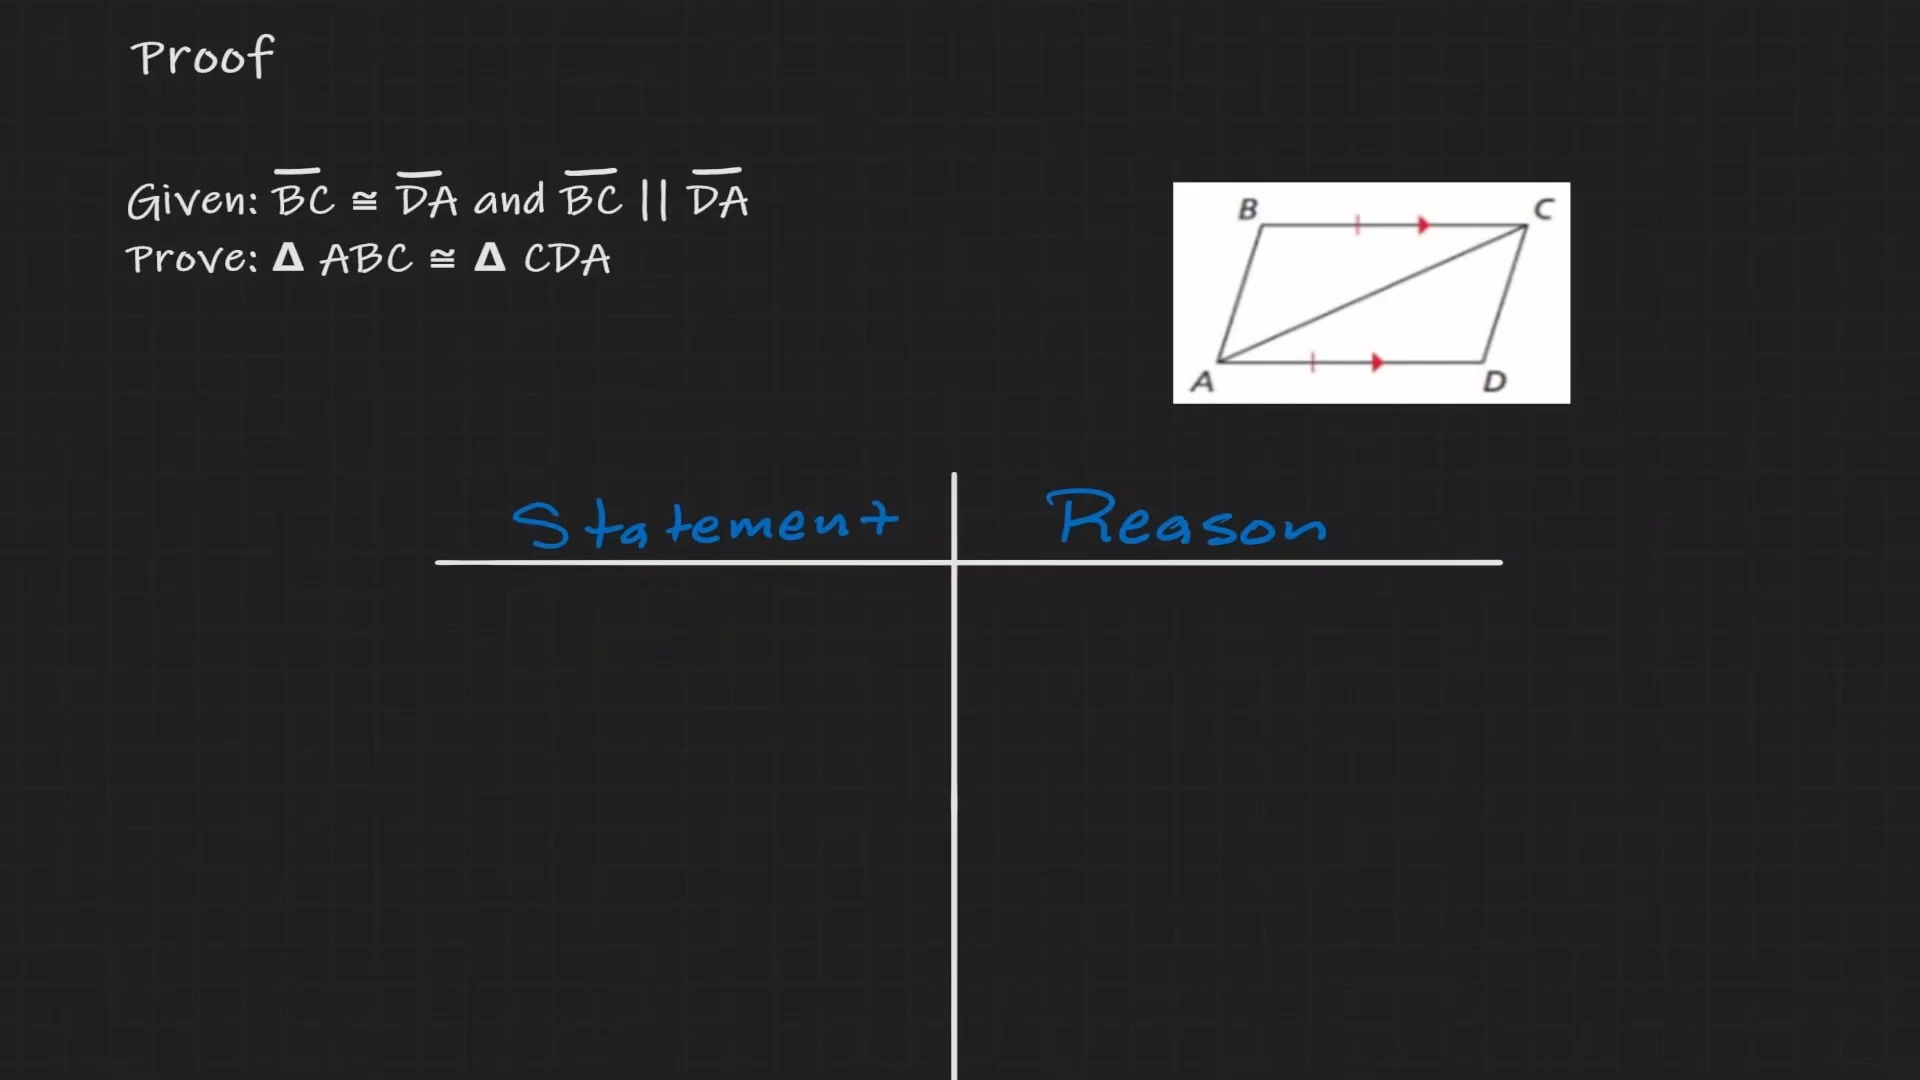 Proof
Given: B̅C̅ ≅ D̅A̅ and B̅C̅ || D̅A̅
Prove: Δ ABC ≅ Δ CDA
B C
A D
Statement Reason